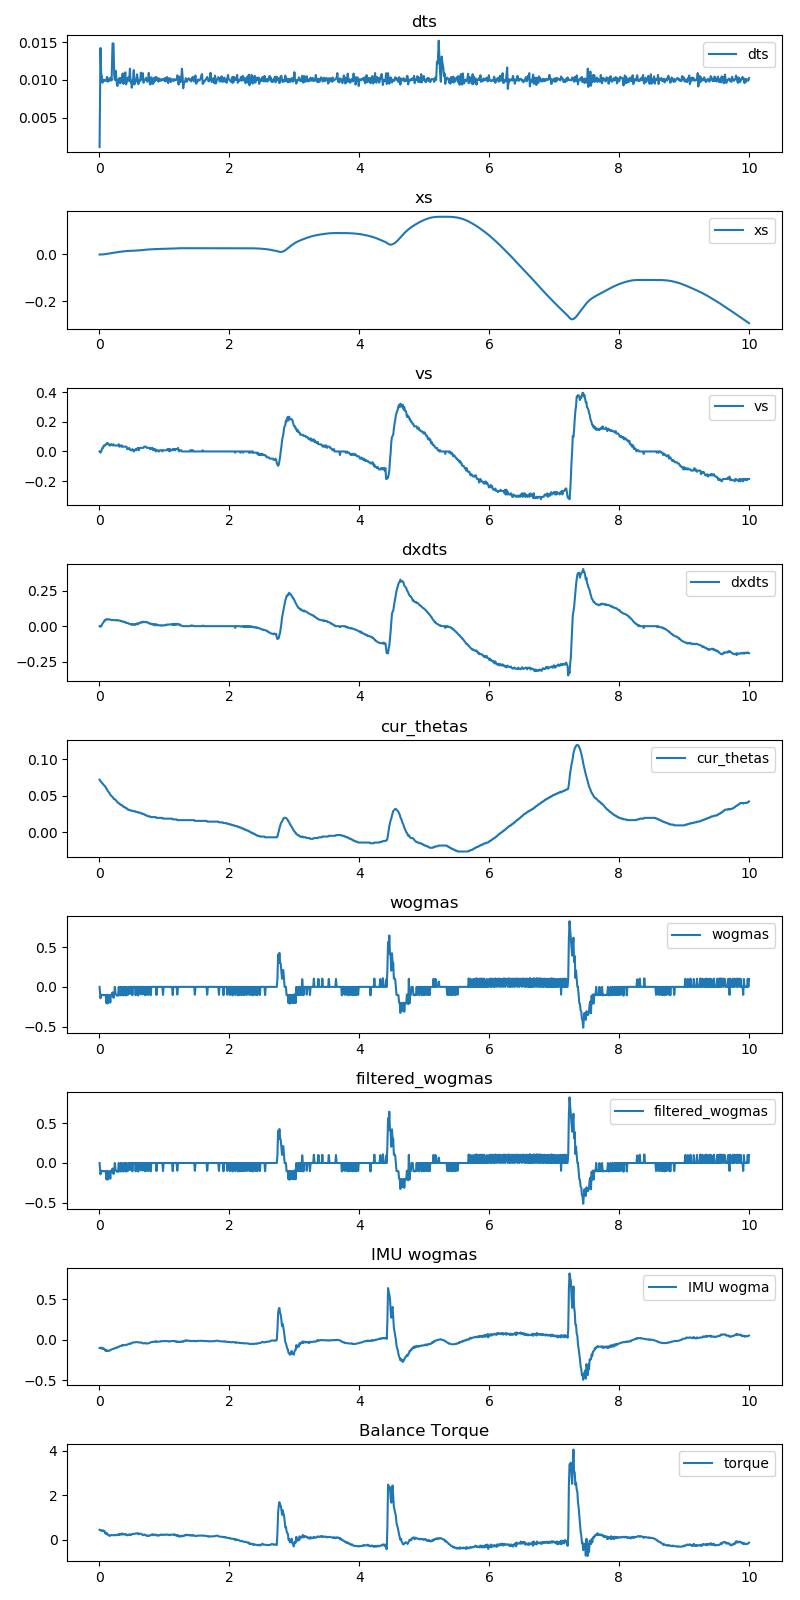 dts
0.015
0.010
0.005
dts
0 2 4 6 8 10
xs
0.0
−0.2
xs
0 2 4 6 8 10
vs
0.4
0.2
0.0
−0.2
vs
0 2 4 6 8 10
dxdts
0.25
0.00
−0.25
dxdts
0 2 4 6 8 10
cur_thetas
0.10
0.05
0.00
cur_thetas
0 2 4 6 8 10
wogmas
0.5
0.0
−0.5
wogmas
0 2 4 6 8 10
filtered_wogmas
0.5
0.0
−0.5
filtered_wogmas
0 2 4 6 8 10
IMU wogmas
0.5
0.0
−0.5
IMU wogma
0 2 4 6 8 10
Balance Torque
4
2
0
torque
0 2 4 6 8 10